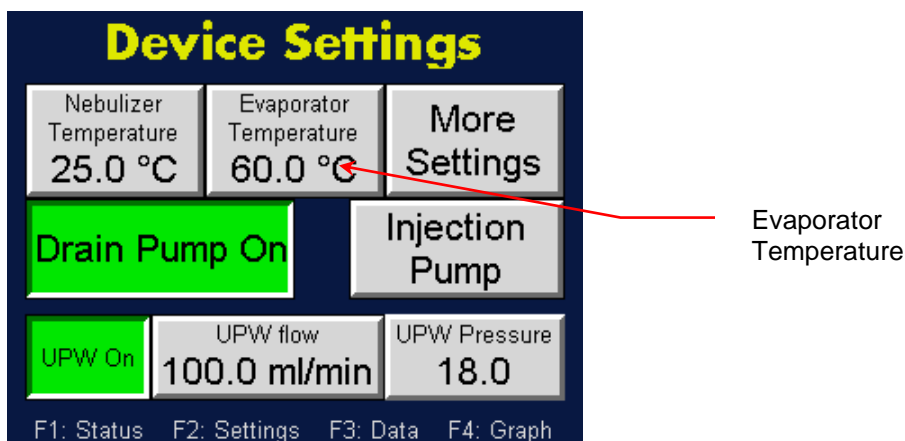 Device Settings
Nebulizer
Temperature
25.0 °C
Evaporator
Temperature
60.0 °C
More
Settings
Drain Pump On
Injection
Pump
Evaporator
Temperature
UPW On
UPW flow
100.0 ml/min
UPW Pressure
18.0
F1: Status F2: Settings F3: Data F4: Graph